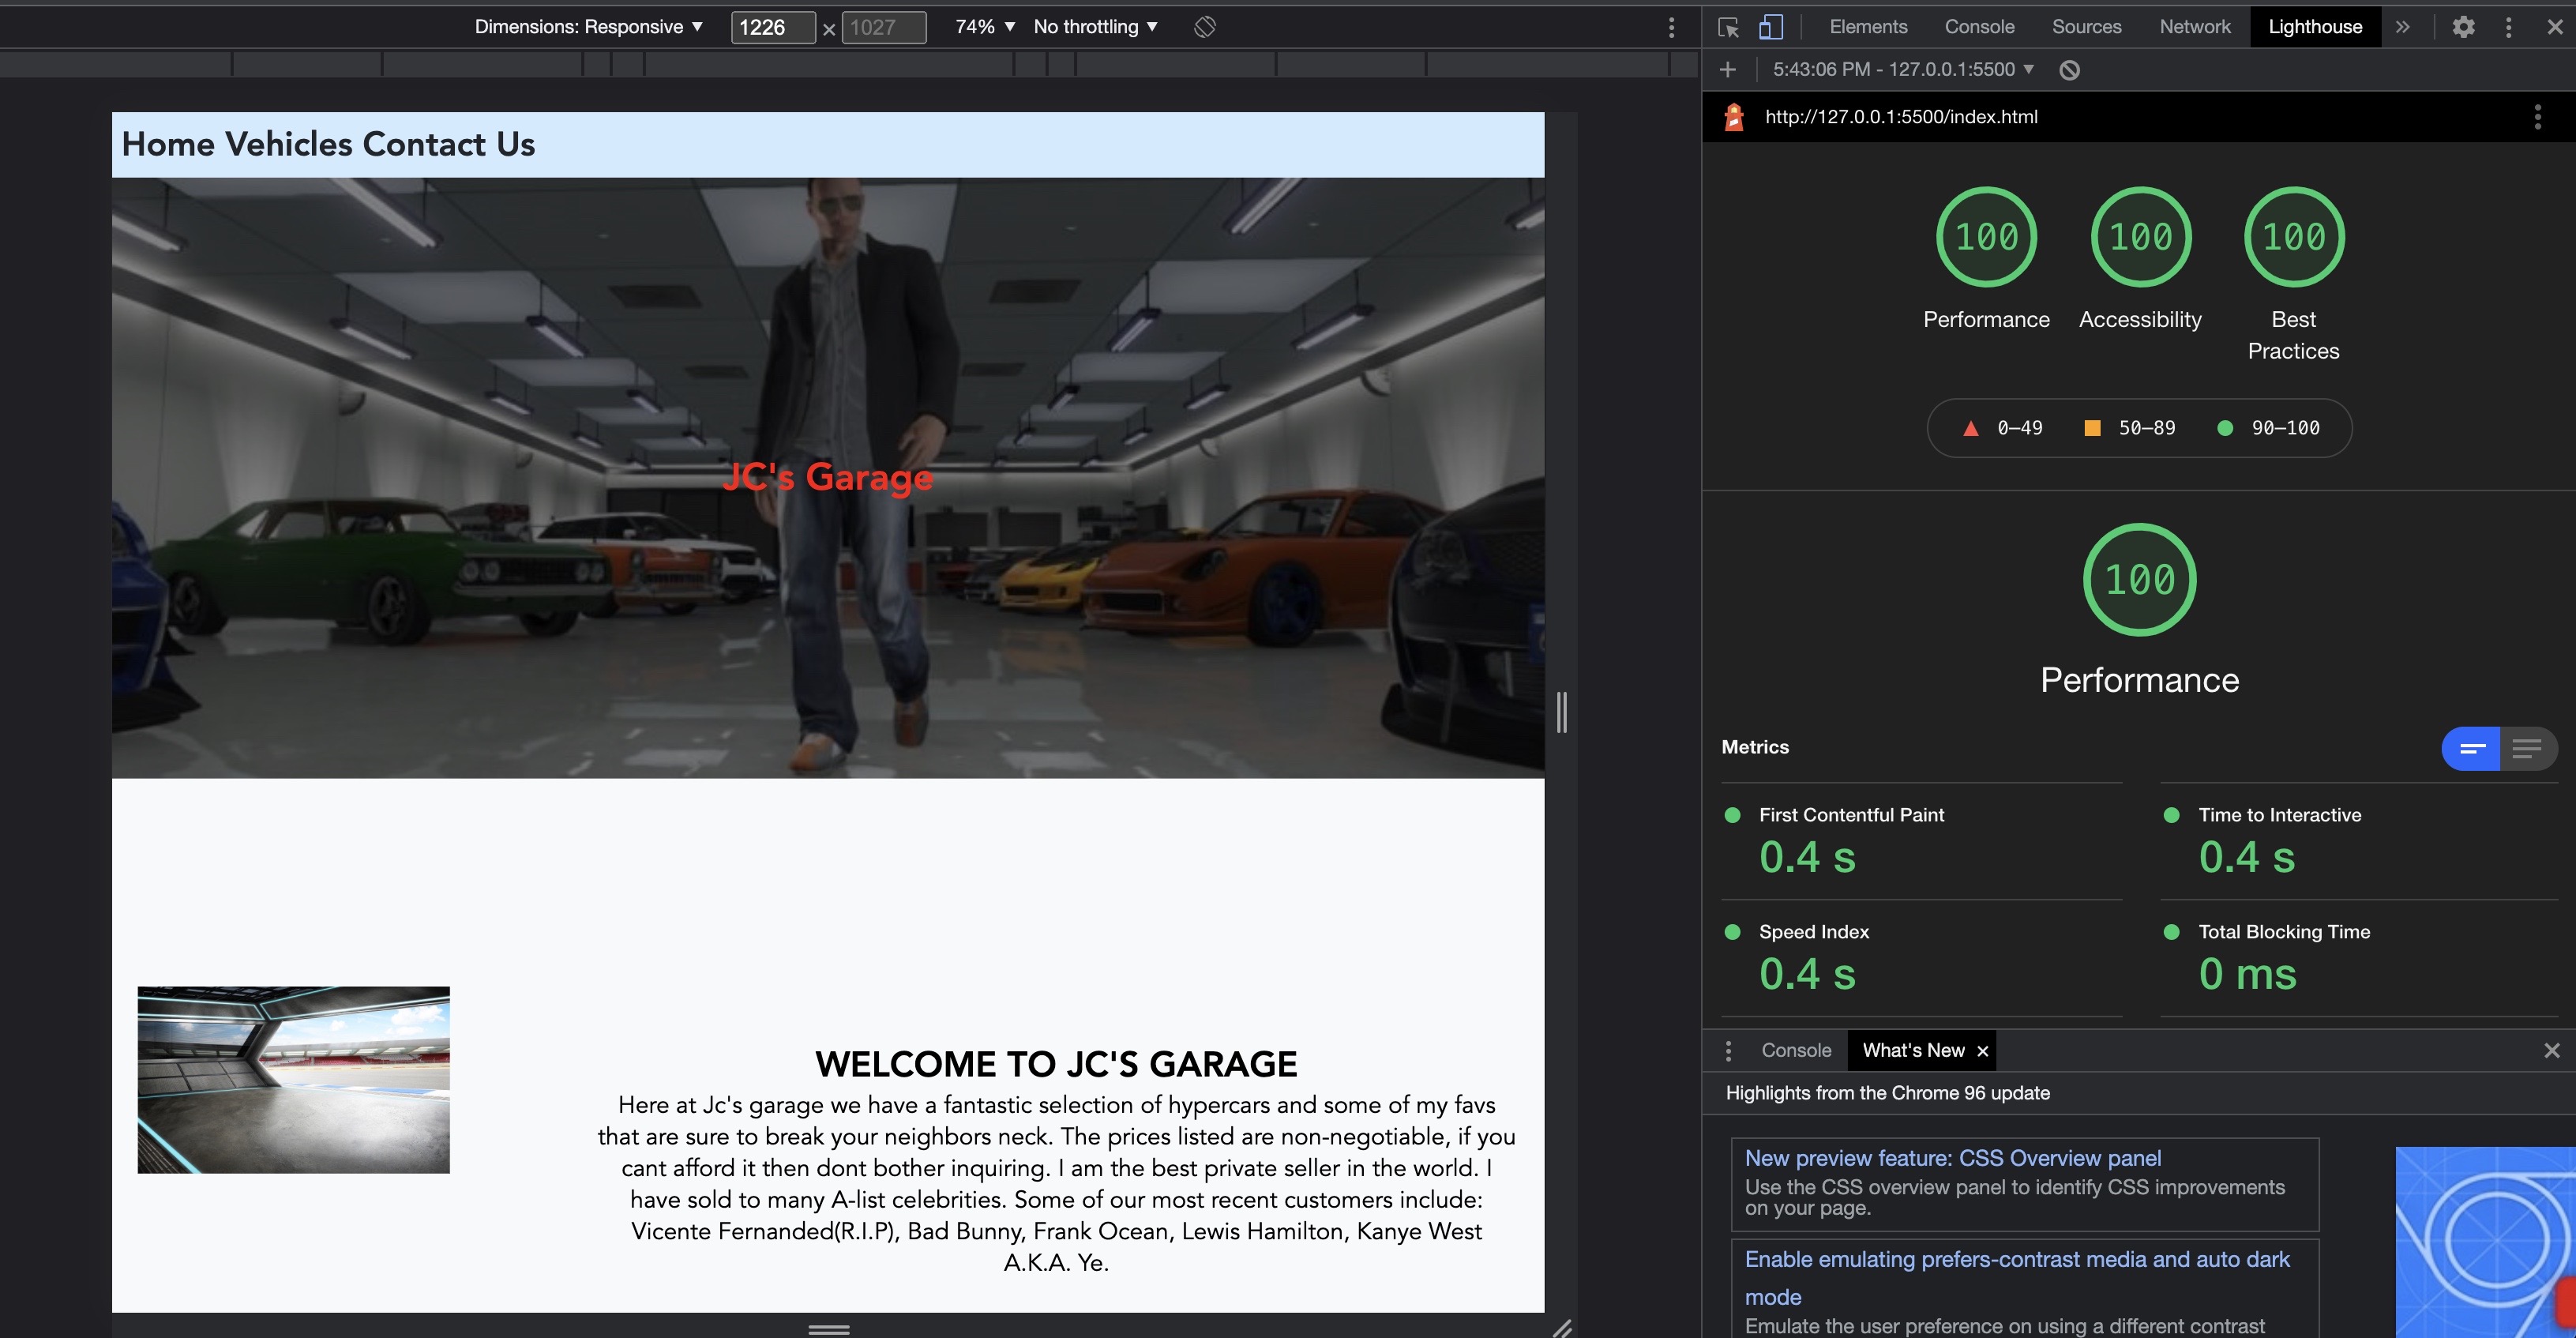 Dimensions: Responsive ▼ 1226 × 1027 74% ▼ No throttling ▼
Home Vehicles Contact Us
JC's Garage
WELCOME TO JC'S GARAGE
Here at Jc's garage we have a fantastic selection of hypercars and some of my favs
that are sure to break your neighbors neck. The prices listed are non-negotiable, if you
cant afford it then dont bother inquiring. I am the best private seller in the world. I
have sold to many A-list celebrities. Some of our most recent customers include:
Vicente Fernanded(R.I.P), Bad Bunny, Frank Ocean, Lewis Hamilton, Kanye West
A.K.A. Ye.
Elements Console Sources Network Lighthouse »
+ 5:43:06 PM - 127.0.0.1:5500 ▼
http://127.0.0.1:5500/index.html
100 100 100
Performance Accessibility Best
Practices
0–49 50–89 90–100
100
Performance
Metrics
First Contentful Paint Time to Interactive
0.4 s 0.4 s
Speed Index Total Blocking Time
0.4 s 0 ms
Console What's New ×
Highlights from the Chrome 96 update
New preview feature: CSS Overview panel
Use the CSS overview panel to identify CSS improvements
on your page.
Enable emulating prefers-contrast media and auto dark
mode
Emulate the user preference on using a different contrast